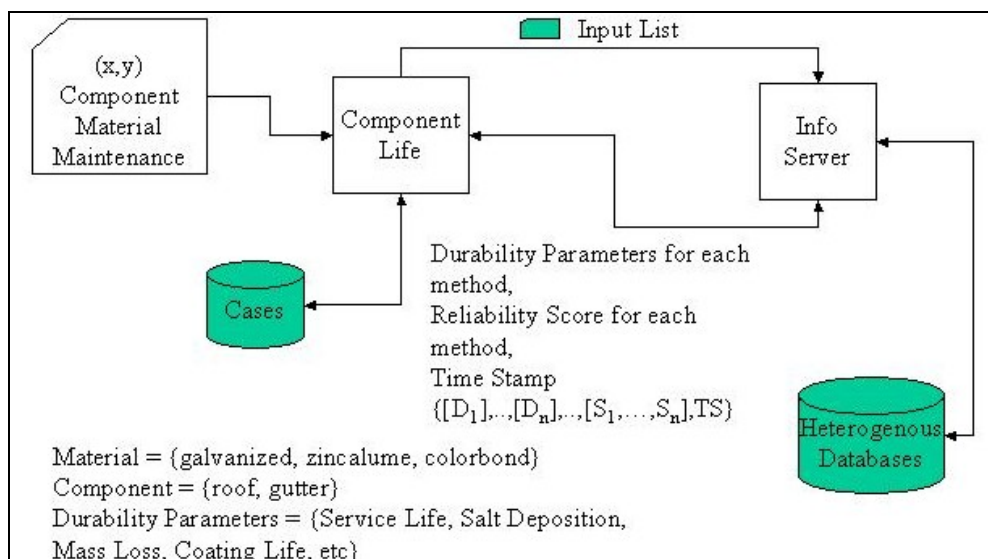 Input List
(x,y)
Component
Material
Maintenance
Component
Life
Info
Server
Cases
Durability Parameters for each
method,
Reliability Score for each
method,
Time Stamp
{[D1],..,[Dn],..,[S1,...,Sn],TS}
Heterogenous
Databases
Material = {galvanized, zincalume, colorbond}
Component = {roof, gutter}
Durability Parameters = {Service Life, Salt Deposition,
Mass Loss, Coating Life, etc}